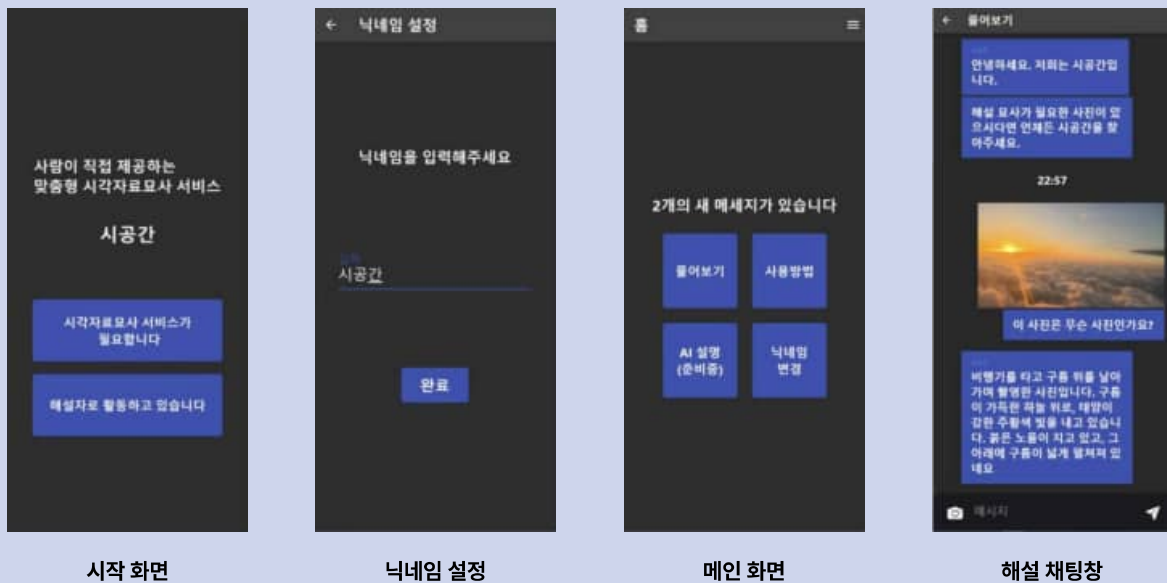 사람이 직접 제공하는
맞춤형 시각자료묘사 서비스
시공간
시각자료묘사 서비스가
필요합니다
해설자로 활동하고 있습니다
시작 화면
닉네임 설정
닉네임을 입력해주세요
시공간
완료
닉네임 설정
홈
2개의 새 메세지가 있습니다
물어보기
사용방법
AI 설명
(준비중)
닉네임
변경
메인 화면
물어보기
안녕하세요. 저희는 시공간입
니다.
해설 묘사가 필요한 사진이 있
으시다면 언제든 시공간을 찾
아주세요.
22:57
이 사진은 무슨 사진인가요?
비행기를 타고 구름 위를 날아
가며 촬영한 사진입니다. 구름
이 가득한 하늘 위로, 태양이
강한 주황색 빛을 내고 있습니
다. 붉은 노을이 지고 있고, 그
아래에 구름이 넓게 펼쳐져 있
네요
메시지
해설 채팅창